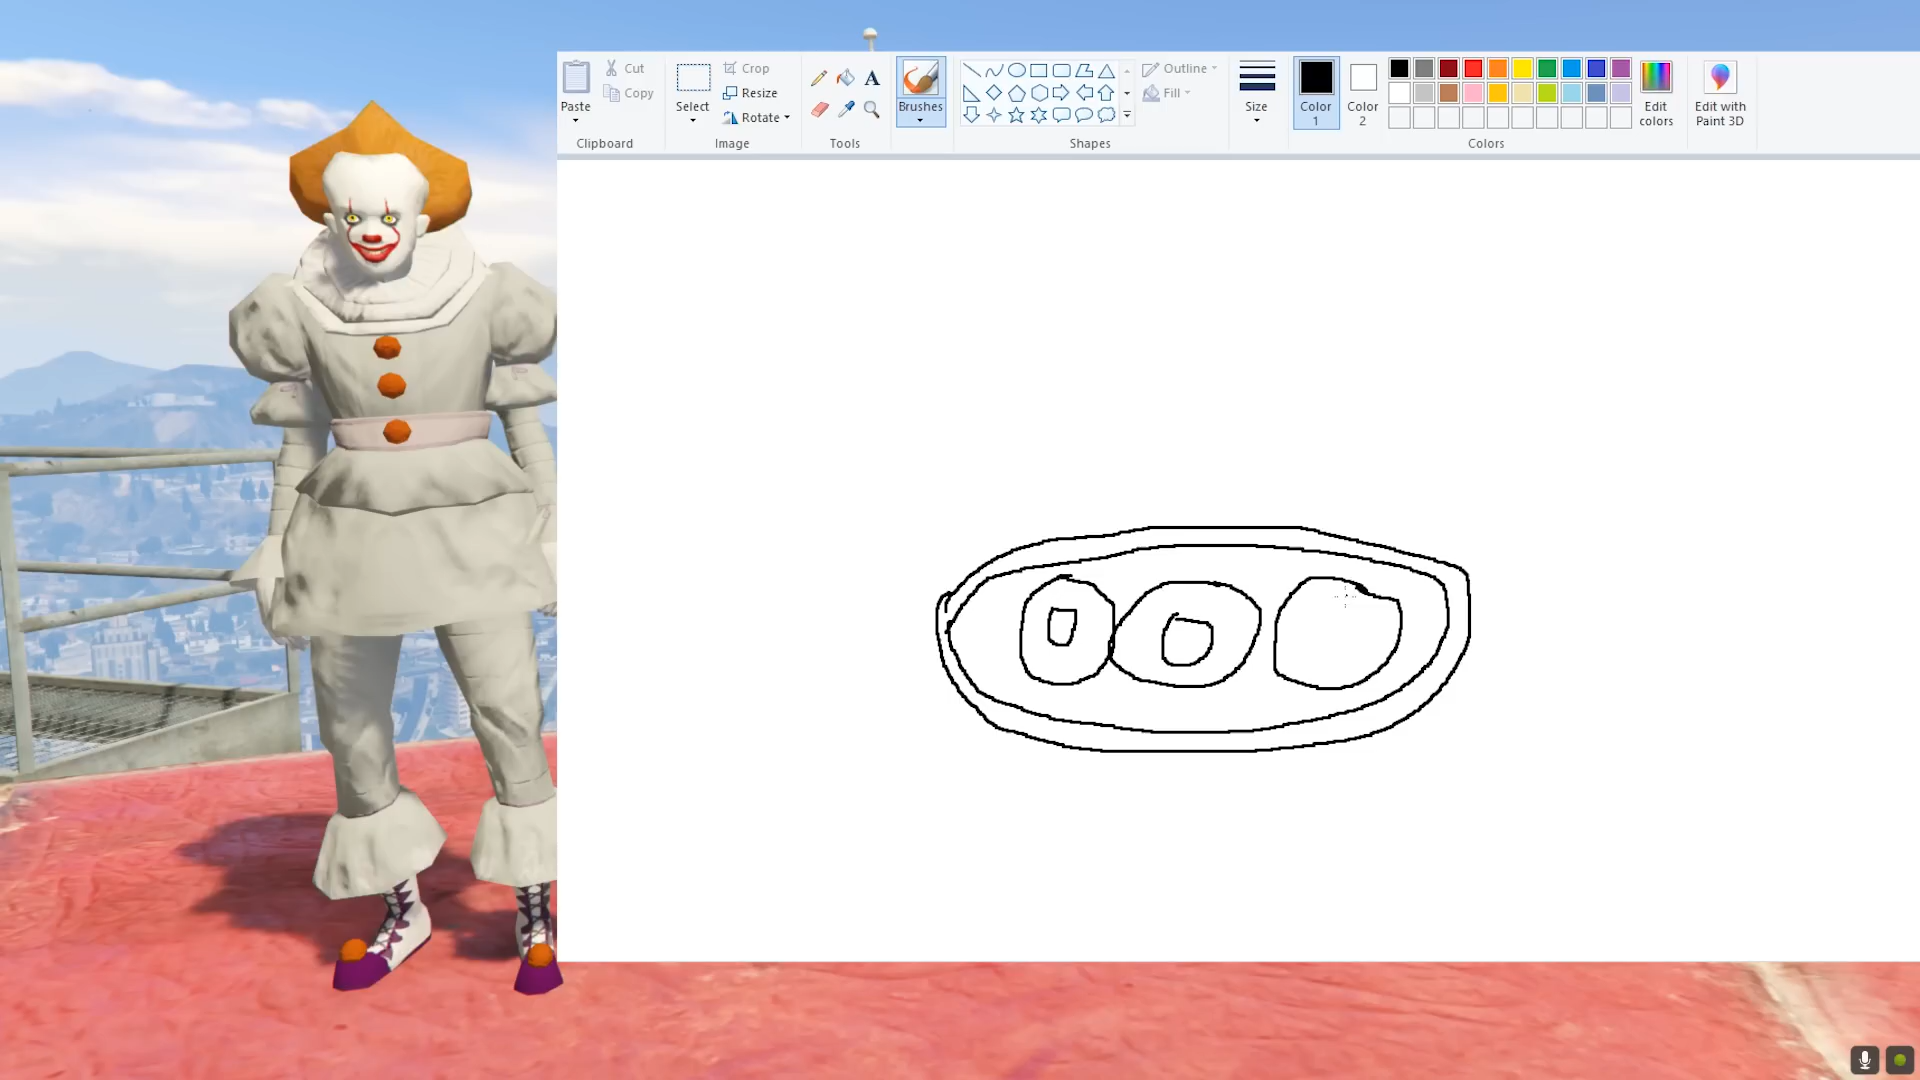 Cut
Crop
Outline
Copy
Resize
Fill
Paste
Select
Rotate
Brushes
Size
Color
1
Color
2
Edit
colors
Edit with
Paint 3D
Clipboard
Image
Tools
Shapes
Colors
A